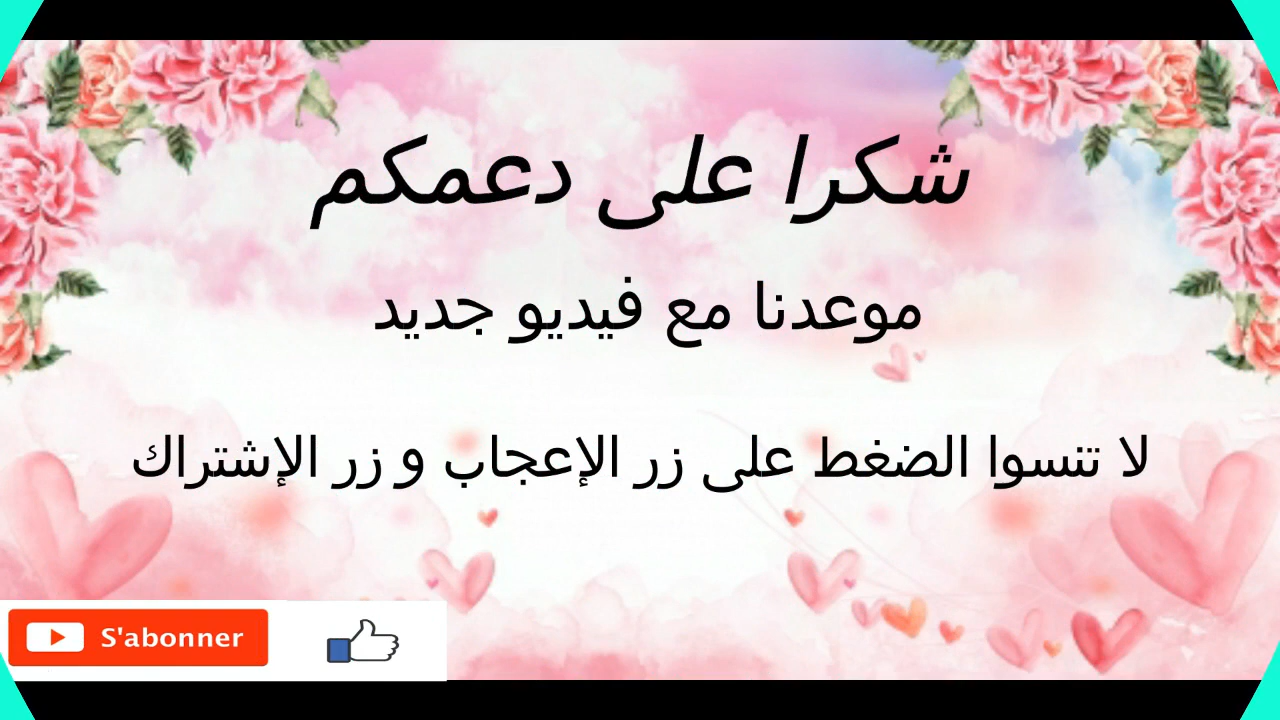 شكرا على دعمكم
موعدنا مع فيديو جديد
لا تنسوا الضغط على زر الإعجاب و زر الإشتراك
S'abonner